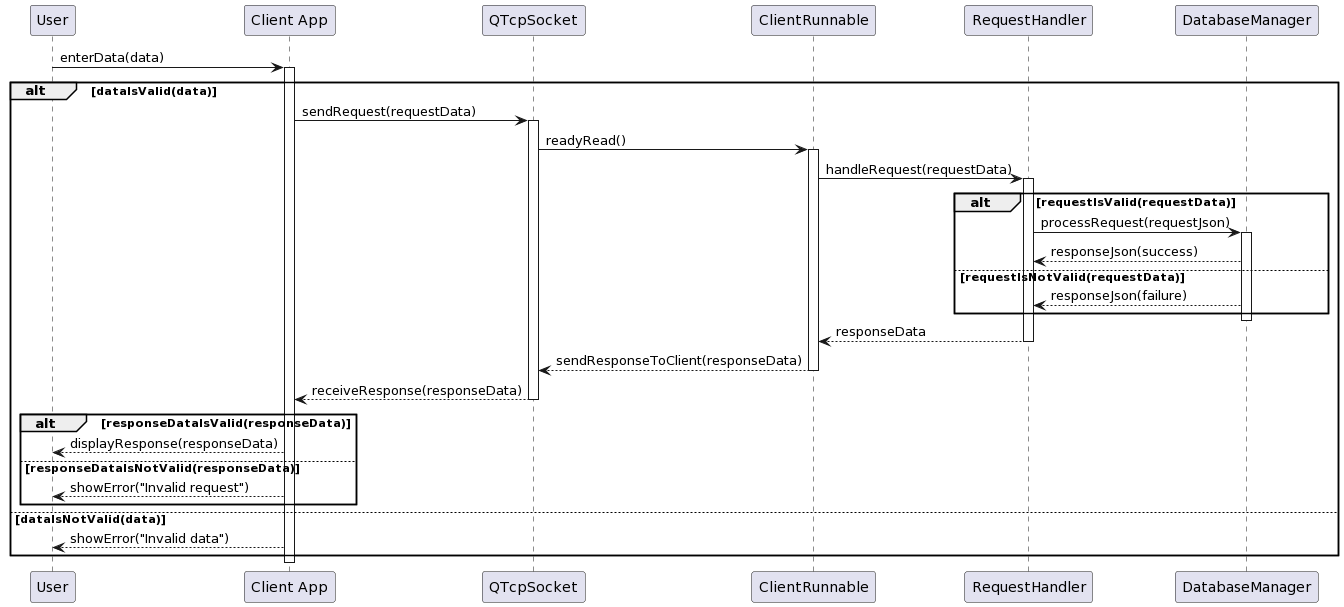 User Client App QTcpSocket ClientRunnable RequestHandler DatabaseManager
enterData(data)
alt [dataIsValid(data)]
sendRequest(requestData)
readyRead()
handleRequest(requestData)
alt [requestIsValid(requestData)]
processRequest(requestJson)
responseJson(success)
[requestIsNotValid(requestData)]
responseJson(failure)
responseData
sendResponseToClient(responseData)
receiveResponse(responseData)
alt [responseDataIsValid(responseData)]
displayResponse(responseData)
[responseDataIsNotValid(responseData)]
showError("Invalid request")
[dataIsNotValid(data)]
showError("Invalid data")
User Client App QTcpSocket ClientRunnable RequestHandler DatabaseManager